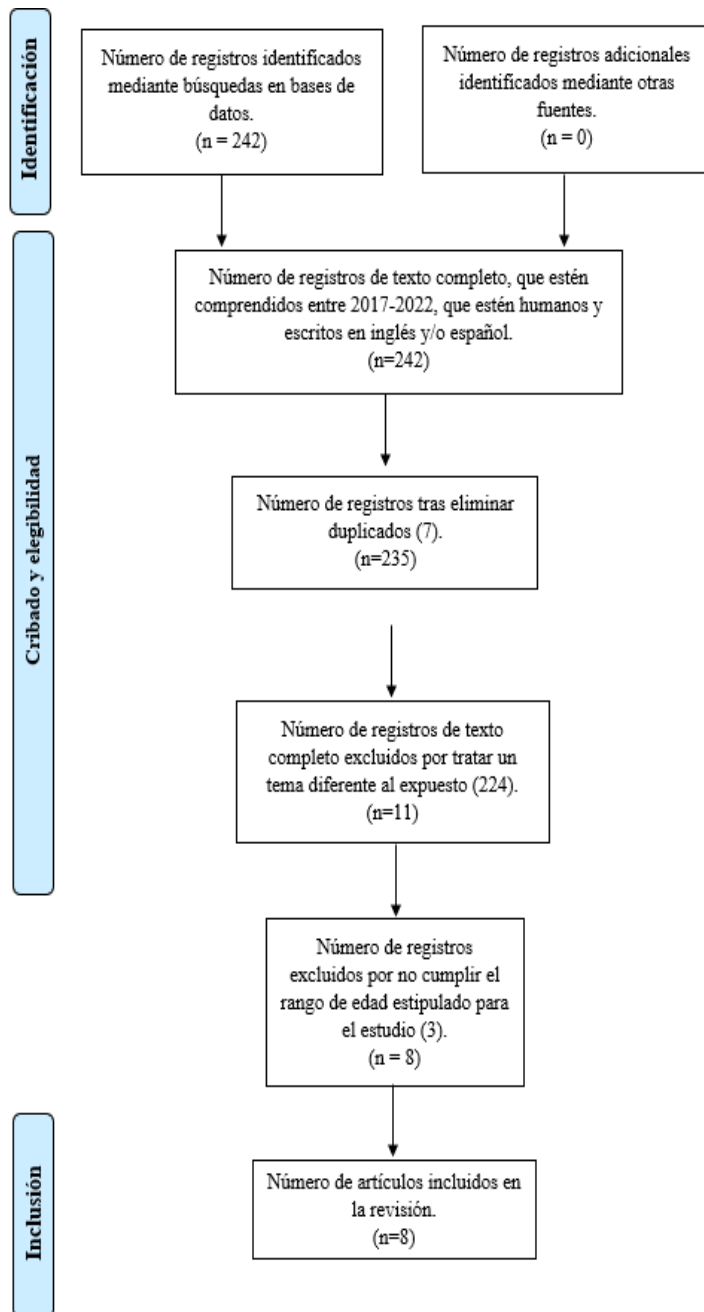 Identificación
Número de registros identificados
mediante búsquedas en bases de
datos.
(n = 242)
Número de registros adicionales
identificados mediante otras
fuentes.
(n = 0)
Cribado y elegibilidad
Número de registros de texto completo, que estén
comprendidos entre 2017-2022, que estén humanos y
escritos en inglés y/o español.
(n=242)
Número de registros tras eliminar
duplicados (7).
(n=235)
Número de registros de texto
completo excluidos por tratar un
tema diferente al expuesto (224).
(n=11)
Número de registros
excluidos por no cumplir el
rango de edad estipulado para
el estudio (3).
(n = 8)
Inclusión
Número de artículos incluidos en
la revisión.
(n=8)